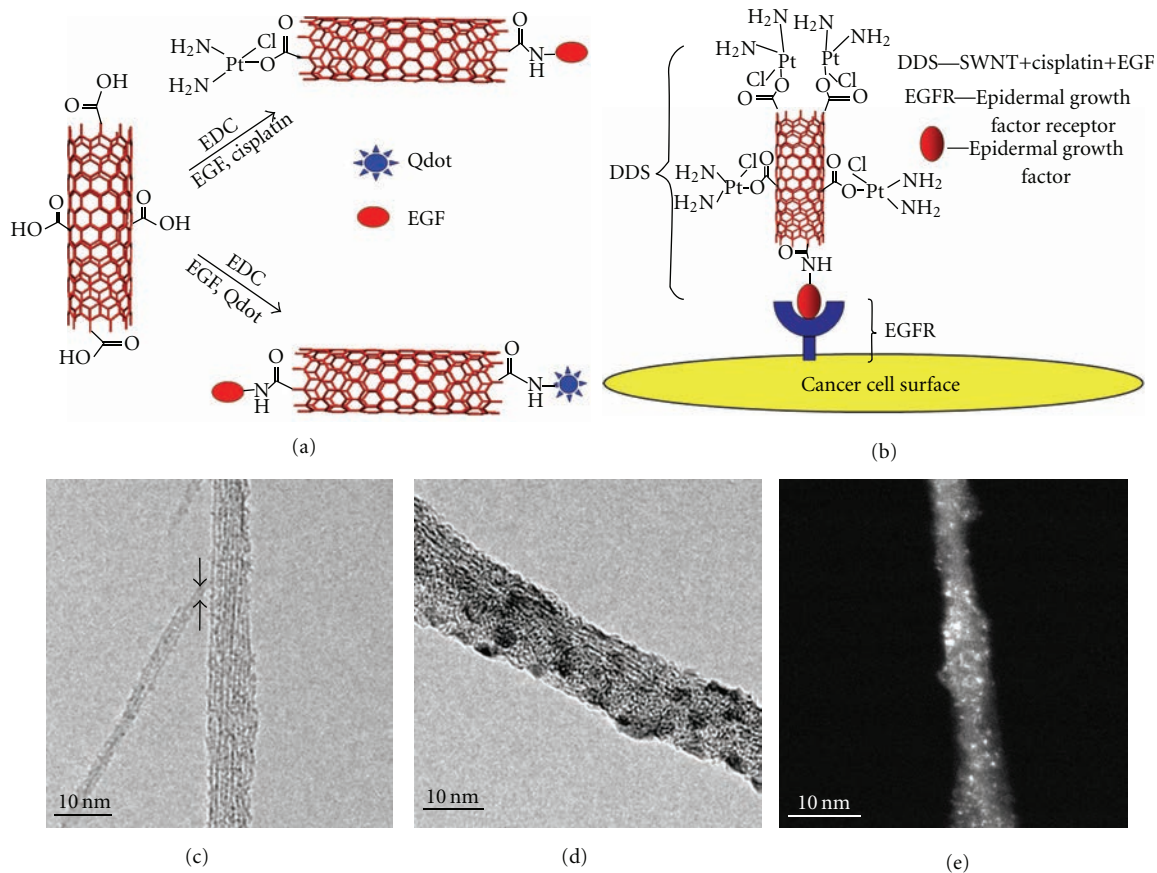 O
OH
O
HO
O
OH
HO
O
EDC
EGF, cisplatin
EDC
EGF, Qdot
H2N
H2N
Pt
Cl
O
O
O
N
H
Qdot
EGF
N
H
O
O
N
H
(a)
DDS
H2N
H2N
Pt
Cl
O
O
H2N
NH2
Pt
Cl
O
O
H2N
H2N
Pt
Cl
O
O
O
Cl
O
Pt
NH2
NH2
O
NH
EGFR
Cancer cell surface
DDS—SWNT+cisplatin+EGF
EGFR—Epidermal growth
factor receptor
—Epidermal growth
factor
(b)
10 nm
(c)
10 nm
(d)
10 nm
(e)